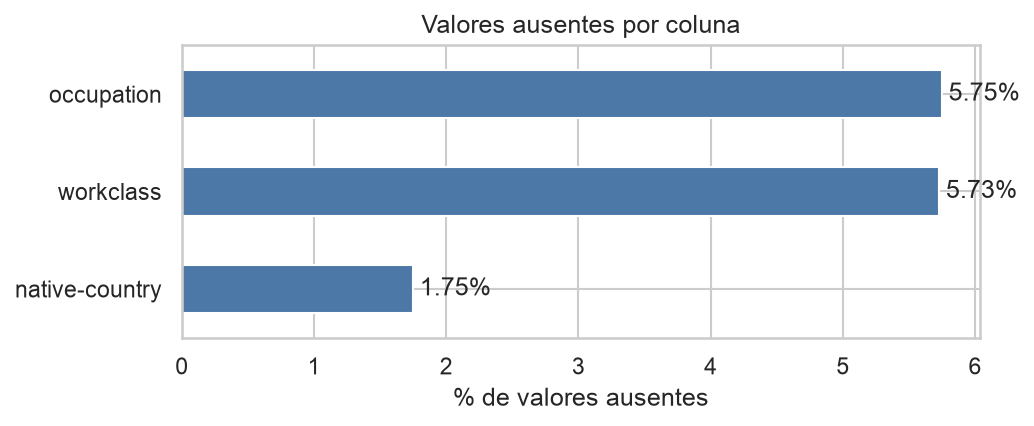 Valores ausentes por coluna
occupation 5.75%
workclass 5.73%
native-country 1.75%
0 1 2 3 4 5 6
% de valores ausentes